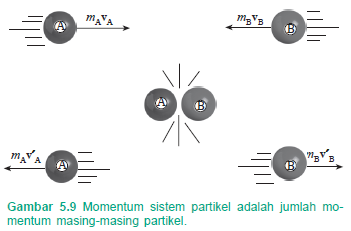 A m_A v_A m_B v_B B
A B
m_A v'_A A B m_B v'_B
Gambar 5.9 Momentum sistem partikel adalah jumlah mo-
mentum masing-masing partikel.